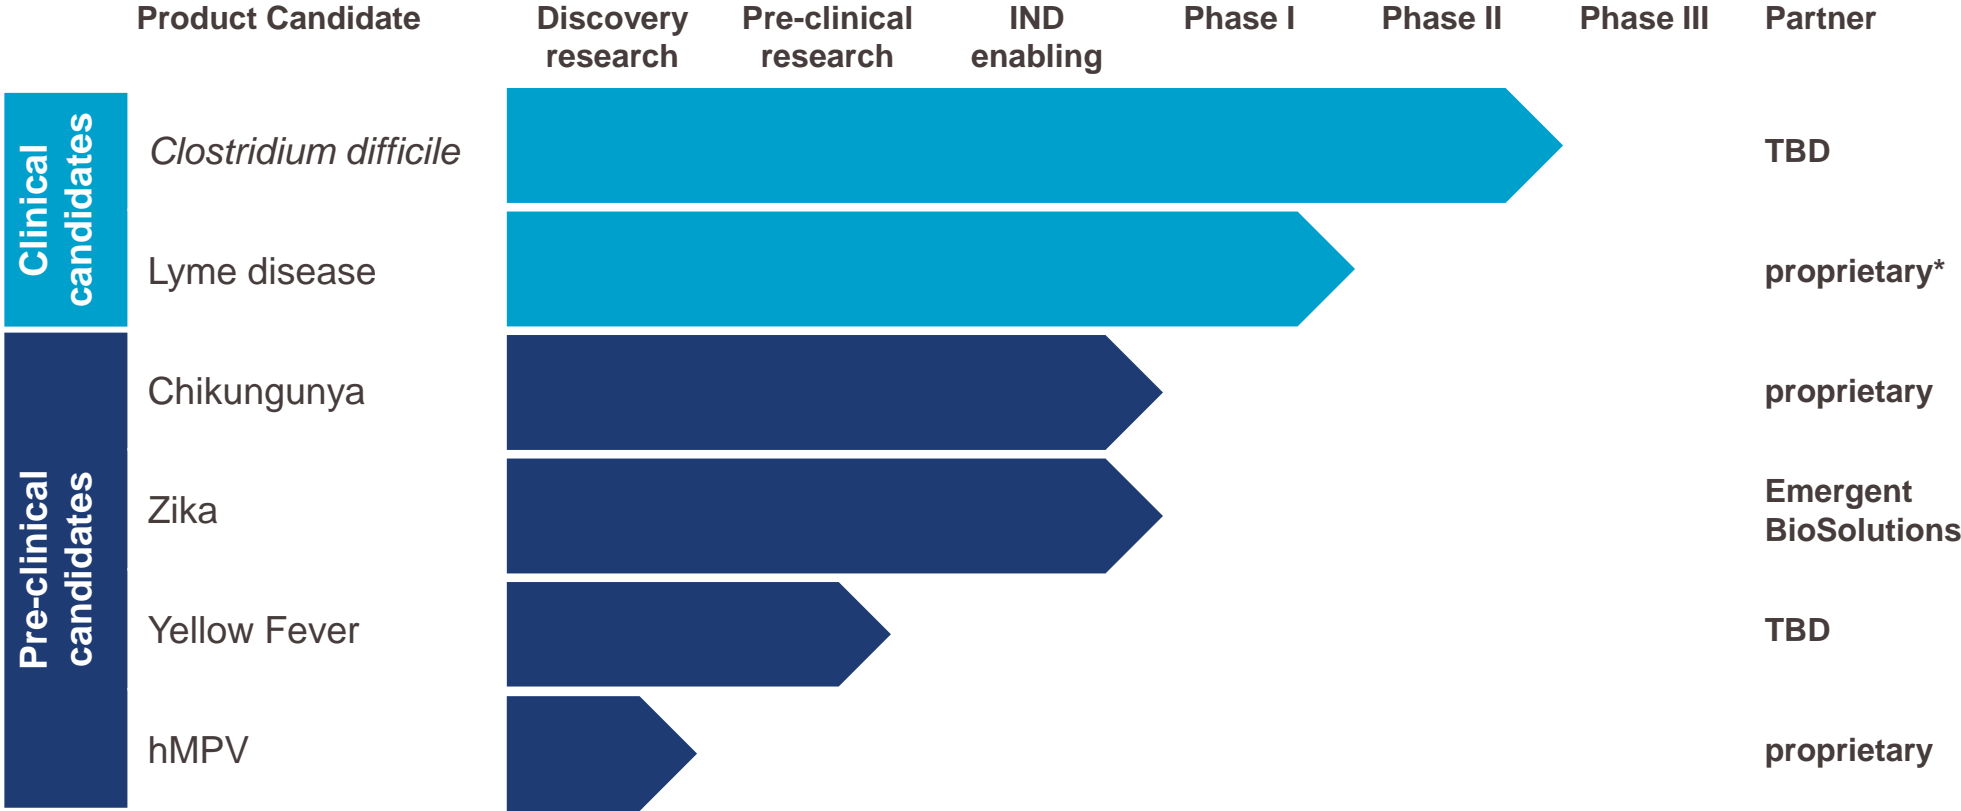 Product Candidate
Discovery
research
Pre-clinical
research
IND
enabling
Phase I
Phase II
Phase III
Partner
Clinical
candidates
Clostridium difficile
TBD
Lyme disease
proprietary*
Pre-clinical
candidates
Chikungunya
proprietary
Zika
Emergent
BioSolutions
Yellow Fever
TBD
hMPV
proprietary